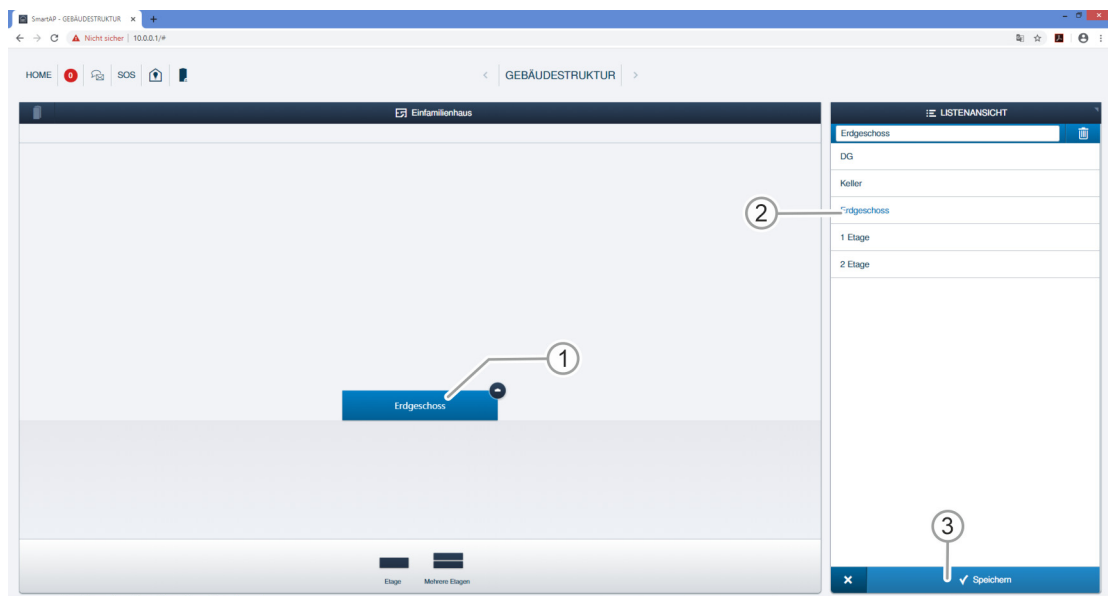 SmartAP - GEBÄUDESTRUKTUR
Nicht sicher | 10.0.0.1/#
HOME 0 SOS
GEBÄUDESTRUKTUR
Einfamilienhaus
LISTENANSICHT
Erdgeschoss
DG
Keller
2
Erdgeschoss
1 Etage
2 Etage
1
Erdgeschoss
3
Etage
Mehrere Etagen
Speichern